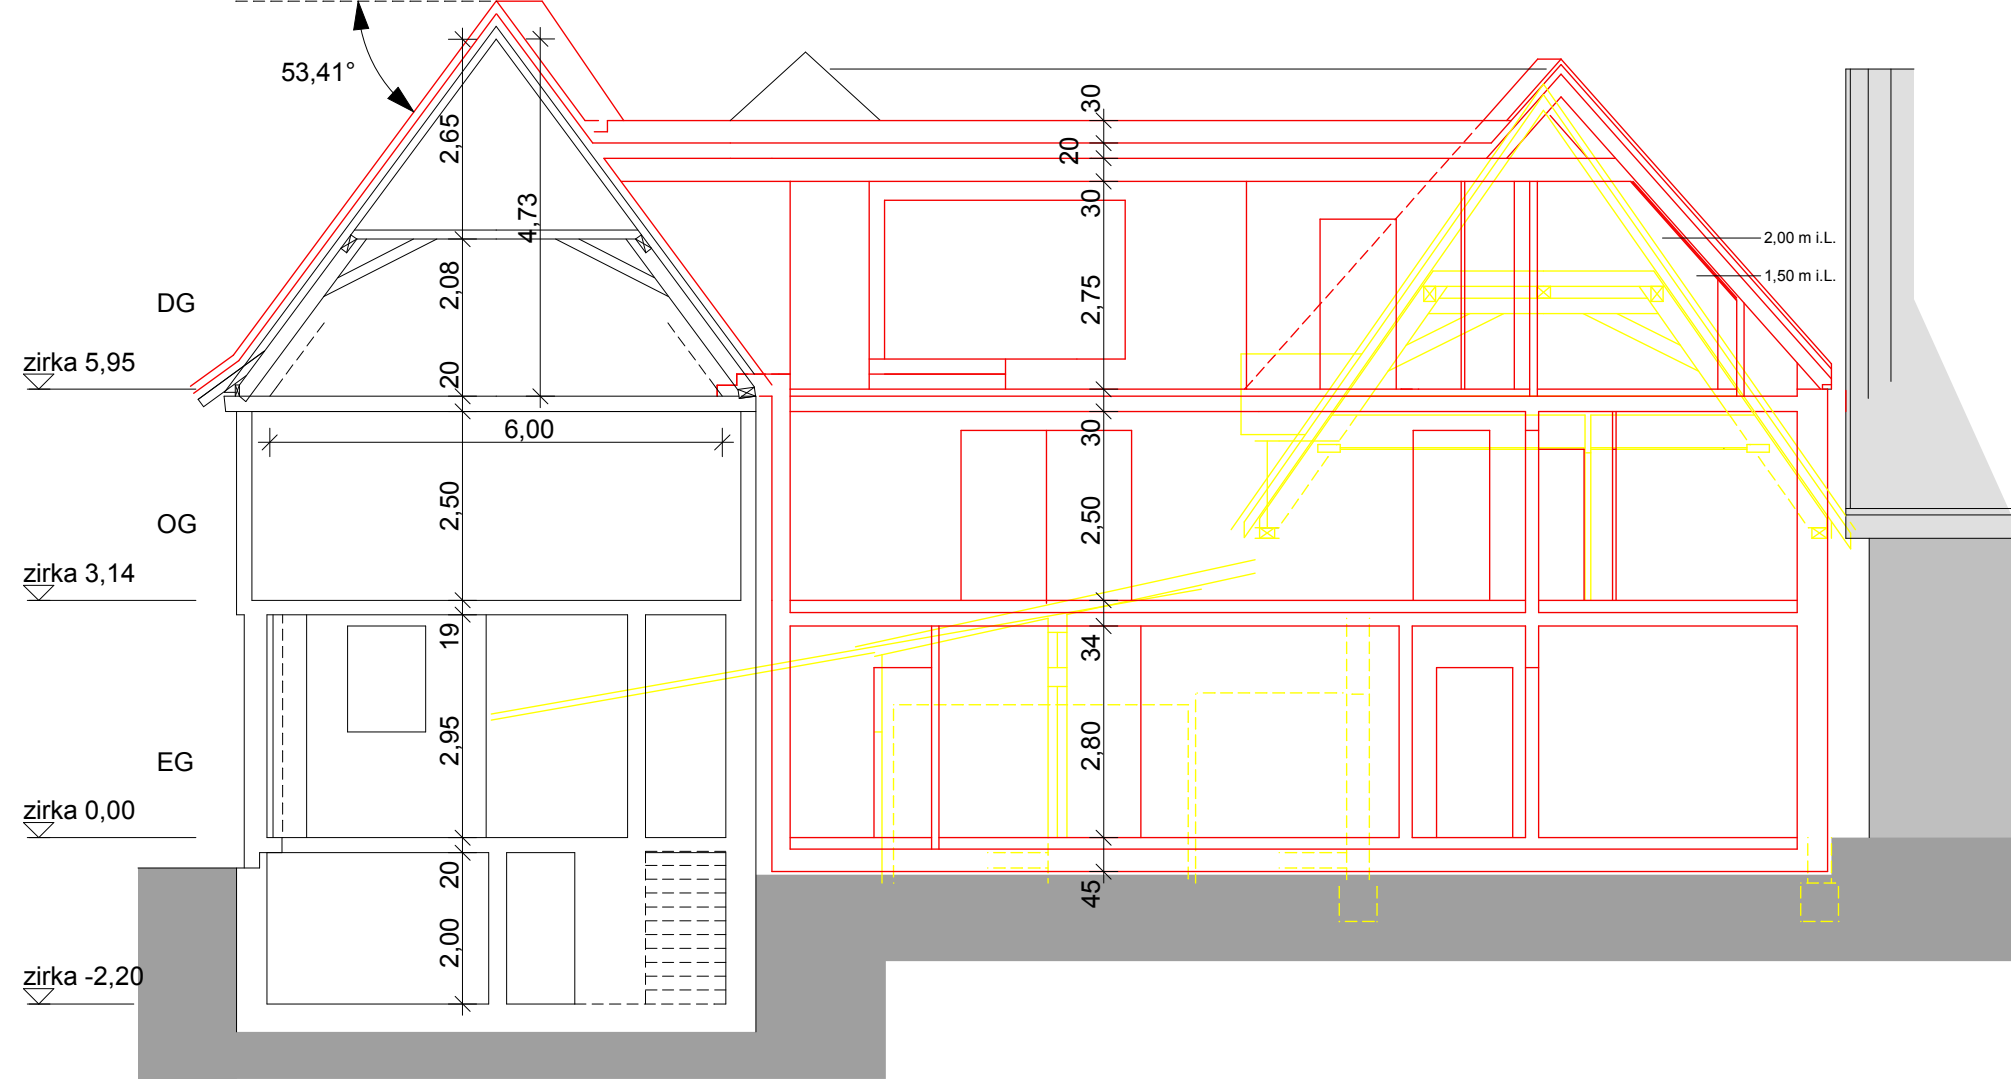 53,41°
2,65
4,73
30
20
30
DG
2,08
2,75
2,00 m i.L.
1,50 m i.L.
zirka 5,95
20
6,00
30
OG
2,50
2,50
zirka 3,14
19
34
EG
2,95
2,80
zirka 0,00
20
45
2,00
zirka -2,20